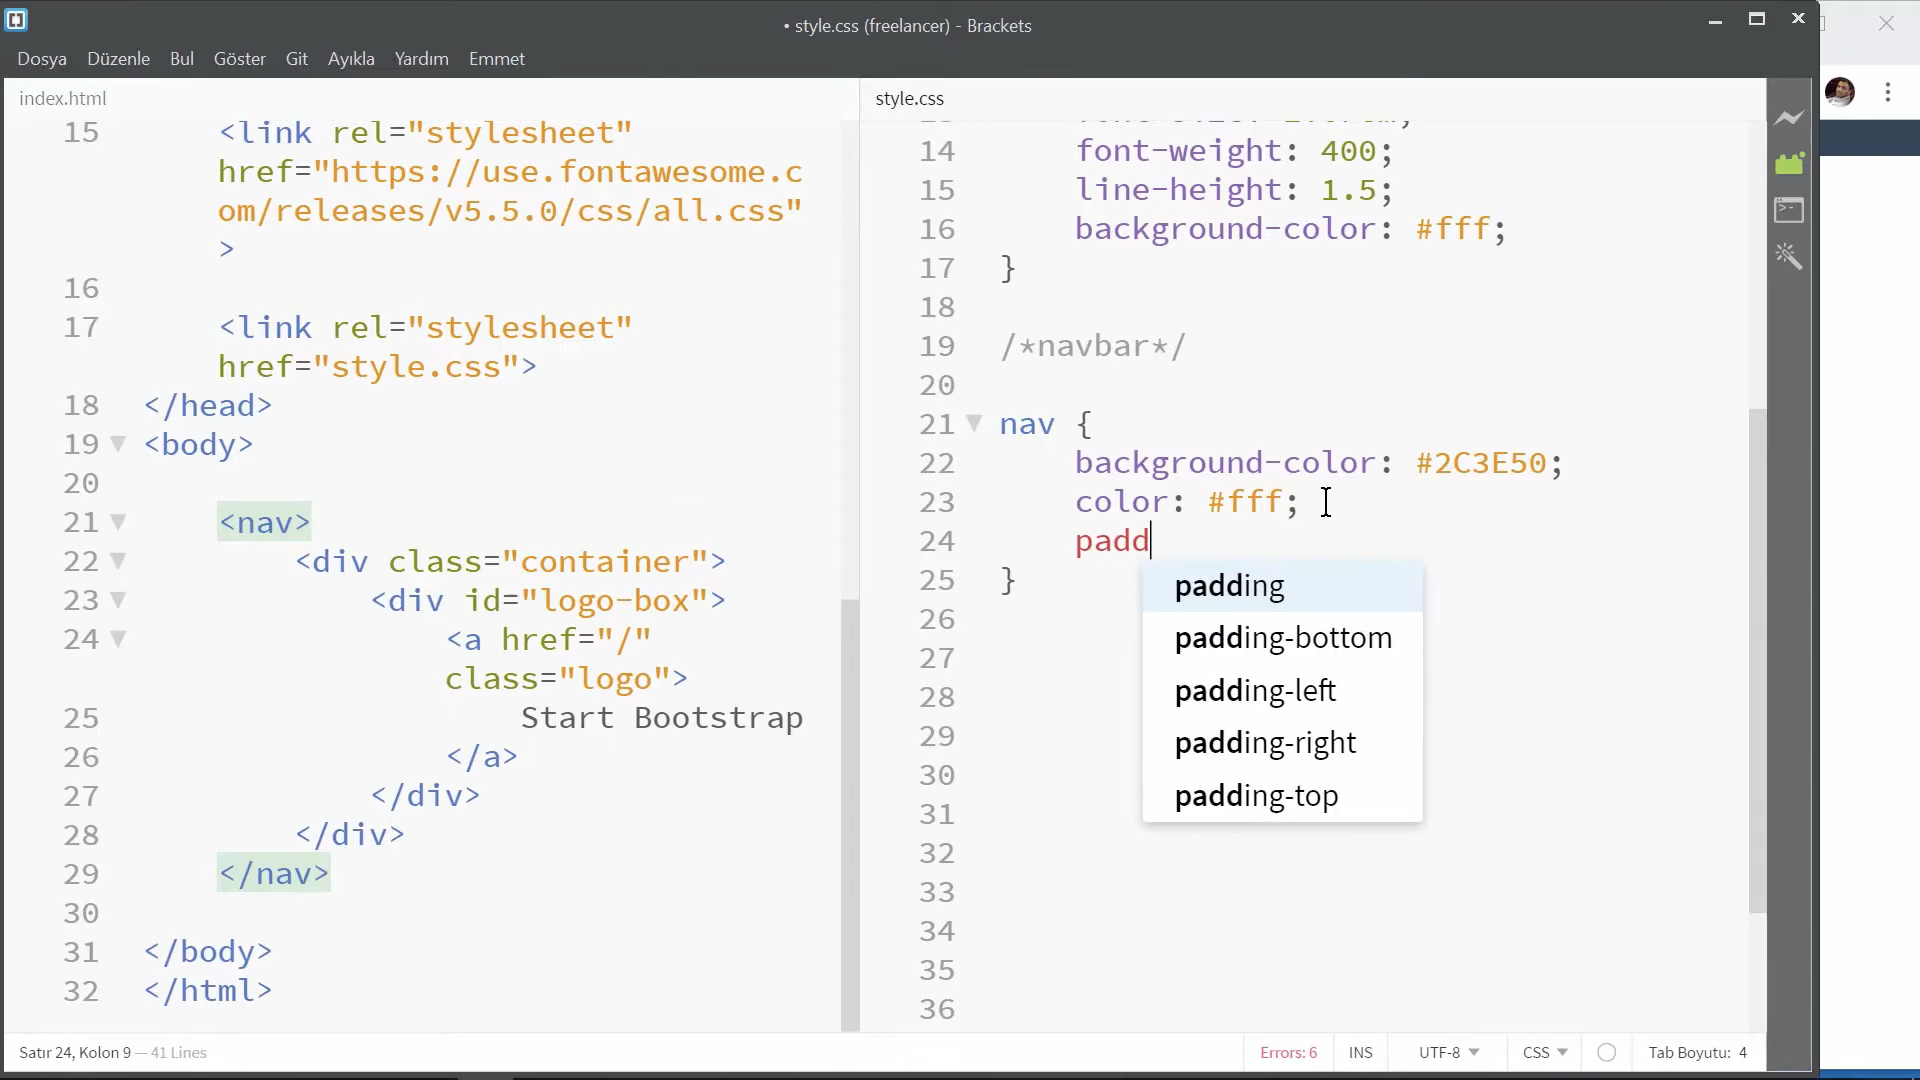 • style.css (freelancer) - Brackets
Dosya Düzenle Bul Göster Git Ayıkla Yardım Emmet
index.html
15 <link rel="stylesheet"
href="https://use.fontawesome.c
om/releases/v5.5.0/css/all.css"
>
16
17 <link rel="stylesheet"
href="style.css">
18 </head>
19 <body>
20
21 <nav>
22 <div class="container">
23 <div id="logo-box">
24 <a href="/"
class="logo">
25 Start Bootstrap
26 </a>
27 </div>
28 </div>
29 </nav>
30
31 </body>
32 </html>
style.css
14 font-weight: 400;
15 line-height: 1.5;
16 background-color: #fff;
17 }
18
19 /*navbar*/
20
21 nav {
22 background-color: #2C3E50;
23 color: #fff;
24 padd
25 }
26
27
28
29
30
31
32
33
34
35
36
padding
padding-bottom
padding-left
padding-right
padding-top
Satır 24, Kolon 9 — 41 Lines
Errors: 6 INS UTF-8 CSS Tab Boyutu: 4